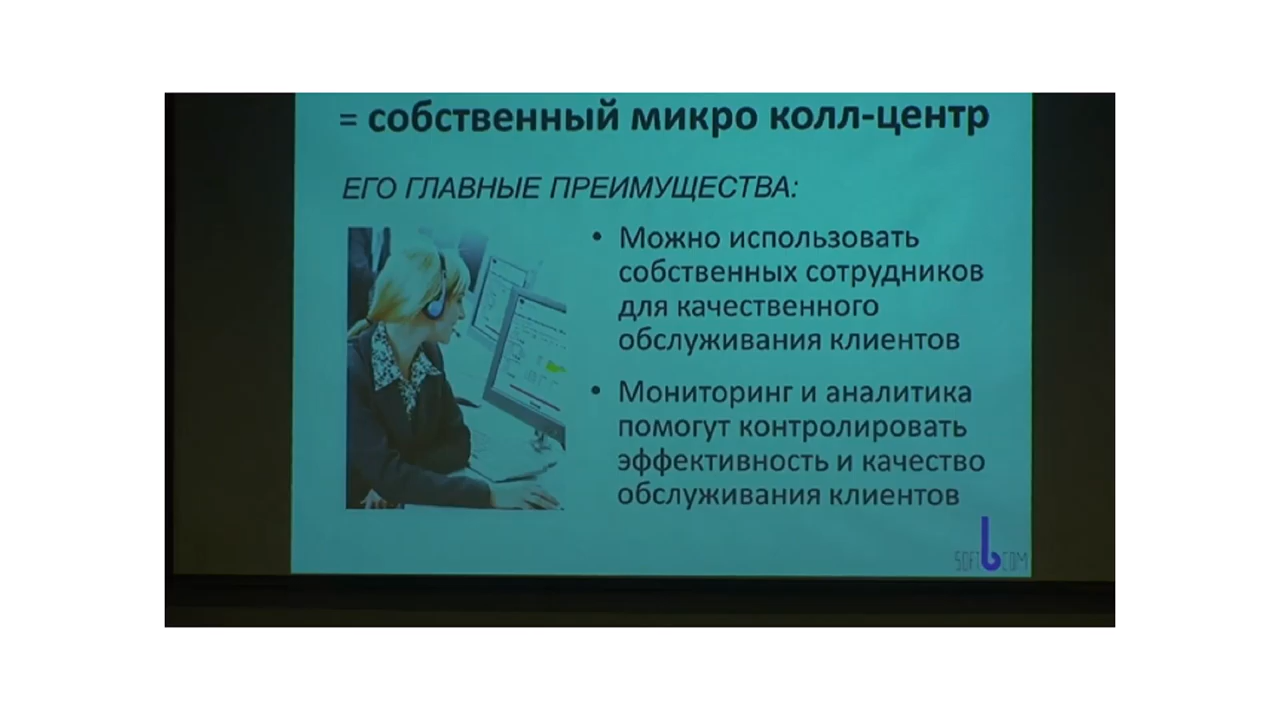 = собственный микро колл-центр
ЕГО ГЛАВНЫЕ ПРЕИМУЩЕСТВА:
• Можно использовать
собственных сотрудников
для качественного
обслуживания клиентов
• Мониторинг и аналитика
помогут контролировать
эффективность и качество
обслуживания клиентов
SOFT b COM